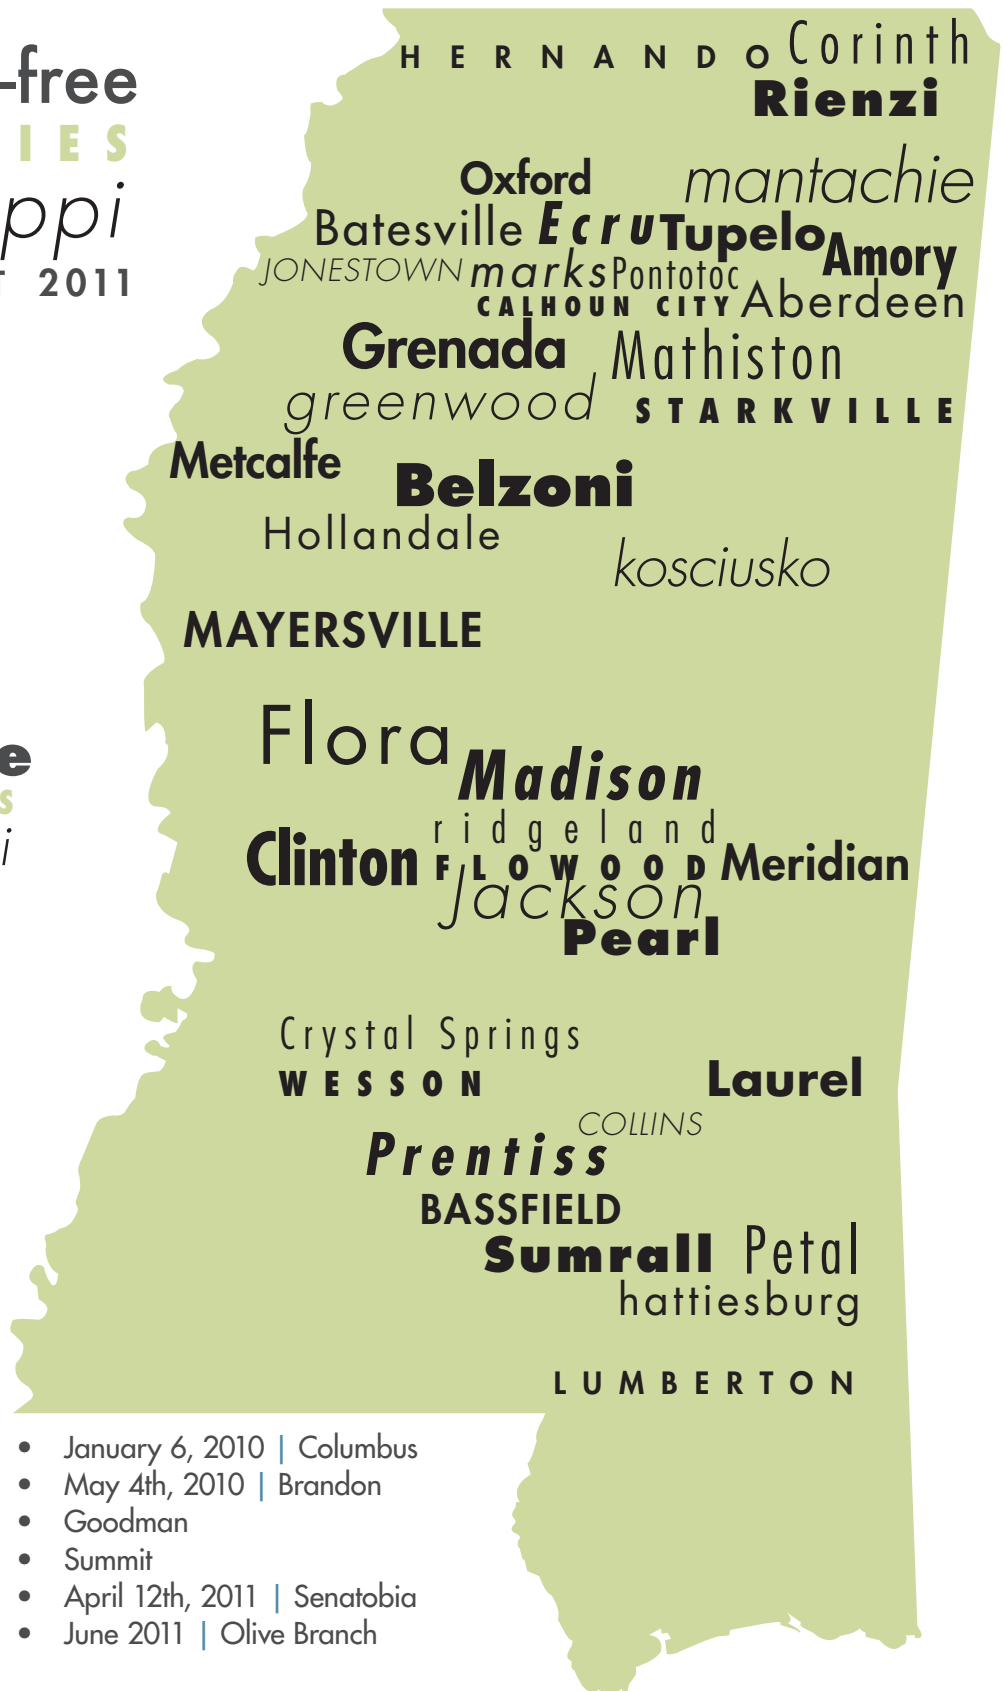 -free
IES
ppi
T 2011
HERNANDO
Corinth
Rienzi
Oxford
mantachie
Batesville
Ecru
Tupelo
Amory
JONESTOWN
marks
Pontotoc
CALHOUN CITY
Aberdeen
Grenada
Mathiston
greenwood
STARKVILLE
Metcalfe
Belzoni
Hollandale
kosciusko
MAYERSVILLE
Flora
e
s
i
Madison
ridgeland
Clinton
FLOWOOD
Meridian
Jackson
Pearl
Crystal Springs
WESSON
Laurel
COLLINS
Prentiss
BASSFIELD
Sumrall
Petal
hattiesburg
LUMBERTON
• January 6, 2010 | Columbus
• May 4th, 2010 | Brandon
• Goodman
• Summit
• April 12th, 2011 | Senatobia
• June 2011 | Olive Branch